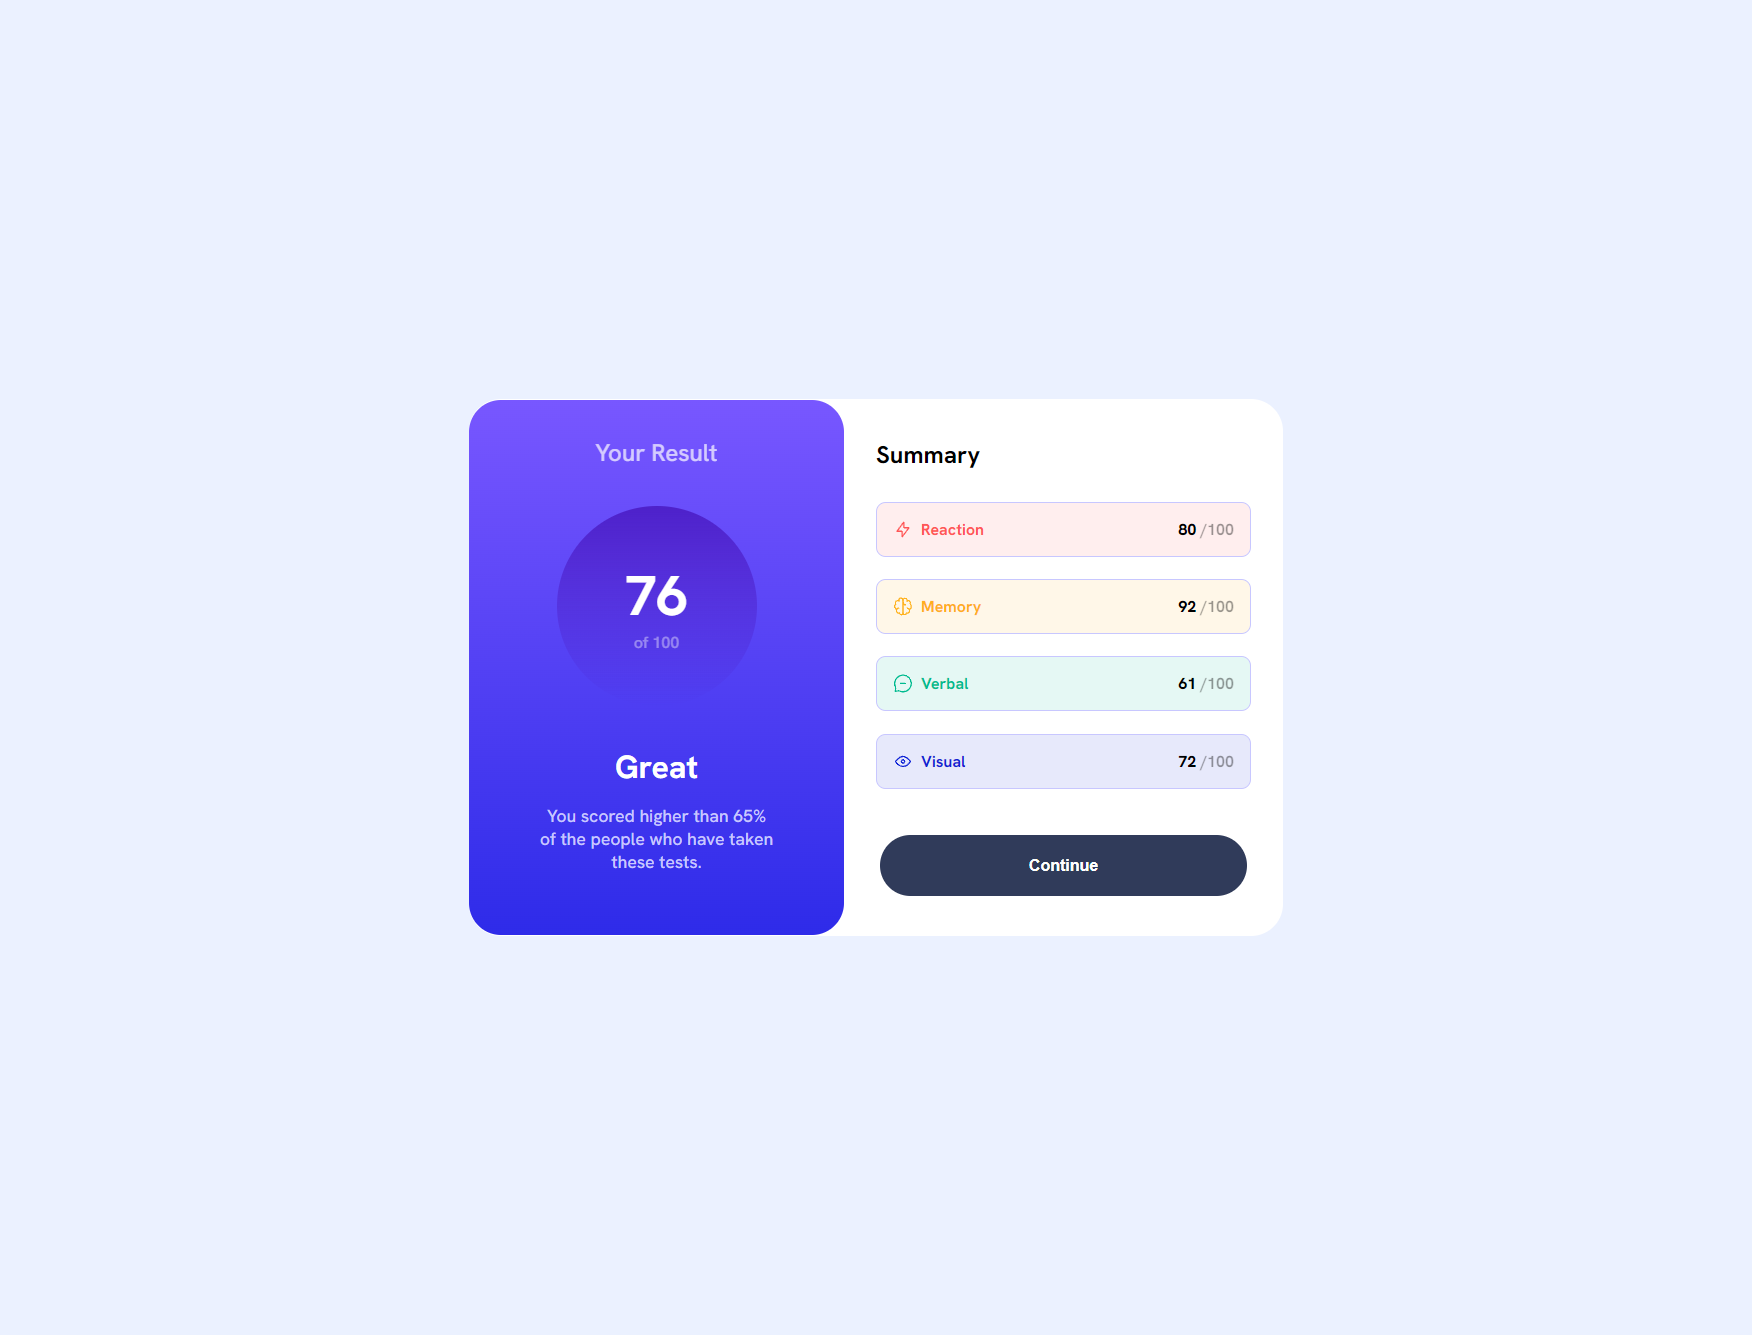 Your Result
76
of 100
Great
You scored higher than 65%
of the people who have taken
these tests.
Summary
Reaction 80 /100
Memory 92 /100
Verbal 61 /100
Visual 72 /100
Continue